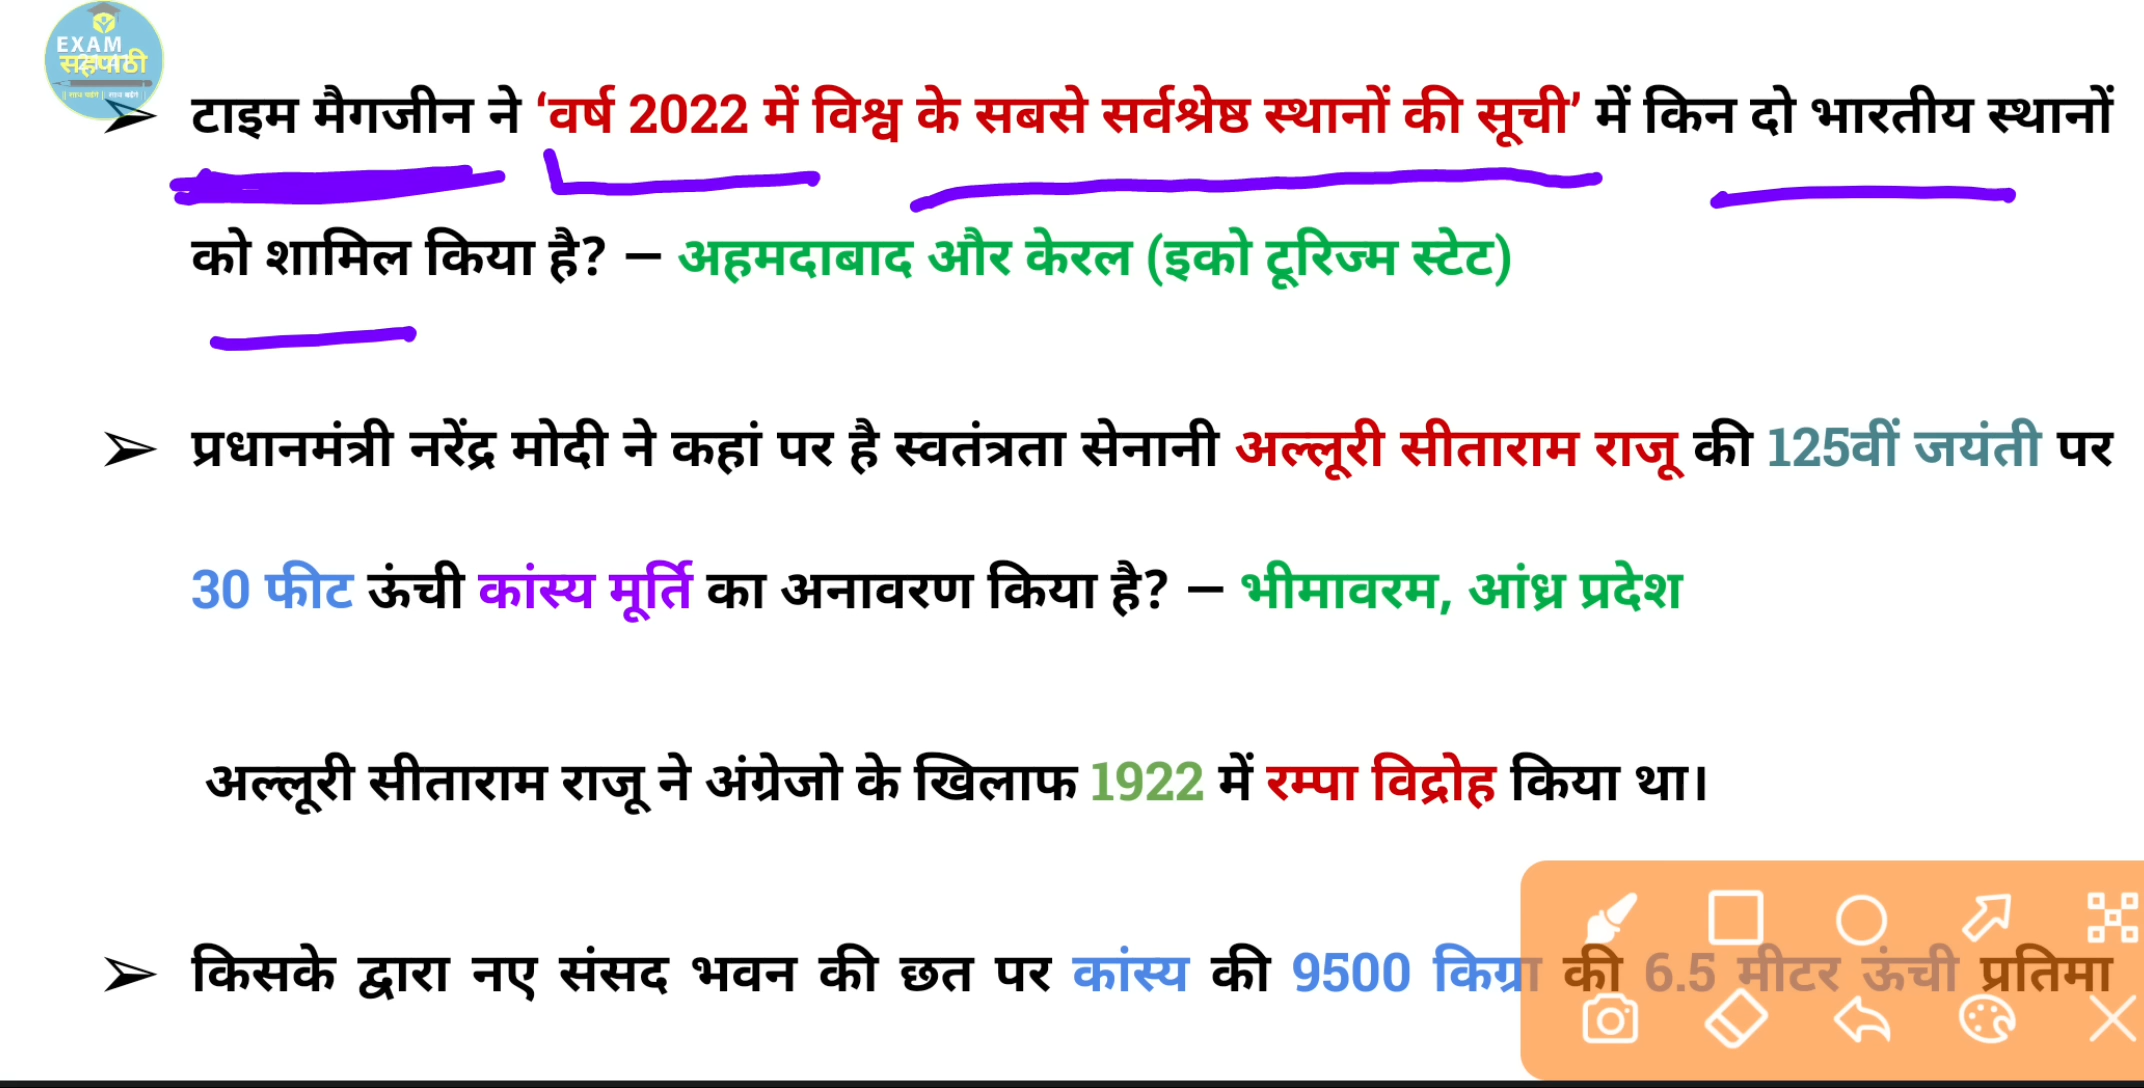 EXAM
सहपाठी
➢ टाइम मैगजीन ने ‘वर्ष 2022 में विश्व के सबसे सर्वश्रेष्ठ स्थानों की सूची’ में किन दो भारतीय स्थानों
को शामिल किया है? – अहमदाबाद और केरल (इको टूरिज्म स्टेट)
➢ प्रधानमंत्री नरेंद्र मोदी ने कहां पर है स्वतंत्रता सेनानी अल्लूरी सीताराम राजू की 125वीं जयंती पर
30 फीट ऊंची कांस्य मूर्ति का अनावरण किया है? – भीमावरम, आंध्र प्रदेश
अल्लूरी सीताराम राजू ने अंग्रेजो के खिलाफ 1922 में रम्पा विद्रोह किया था।
➢ किसके द्वारा नए संसद भवन की छत पर कांस्य की 9500 किग्रा की 6.5 मीटर ऊंची प्रतिमा